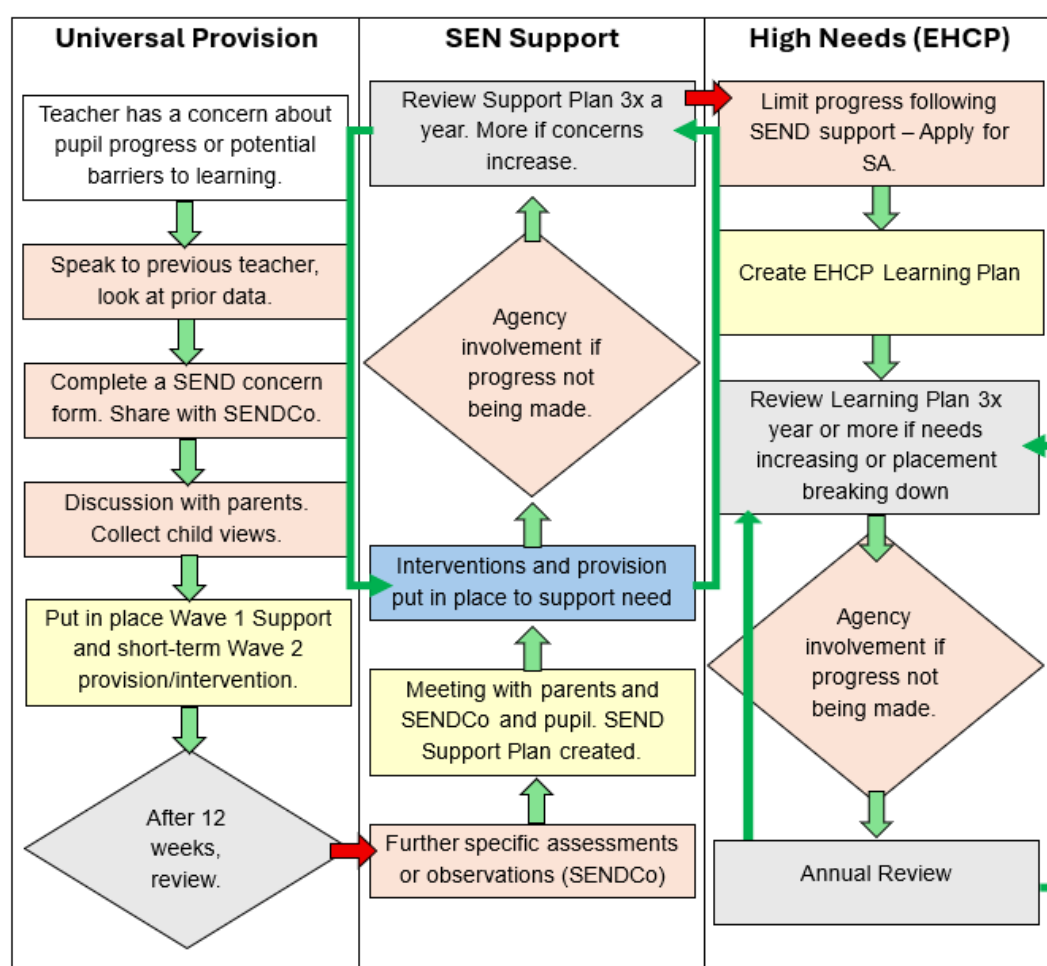 Universal Provision
Teacher has a concern about
pupil progress or potential
barriers to learning.
Speak to previous teacher,
look at prior data.
Complete a SEND concern
form. Share with SENDCo.
Discussion with parents.
Collect child views.
Put in place Wave 1 Support
and short-term Wave 2
provision/intervention.
After 12
weeks,
review.
SEN Support
Review Support Plan 3x a
year. More if concerns
increase.
Agency
involvement if
progress not
being made.
Interventions and provision
put in place to support need
Meeting with parents and
SENDCo and pupil. SEND
Support Plan created.
Further specific assessments
or observations (SENDCo)
High Needs (EHCP)
Limit progress following
SEND support – Apply for
SA.
Create EHCP Learning Plan
Review Learning Plan 3x
year or more if needs
increasing or placement
breaking down
Agency
involvement if
progress not
being made.
Annual Review